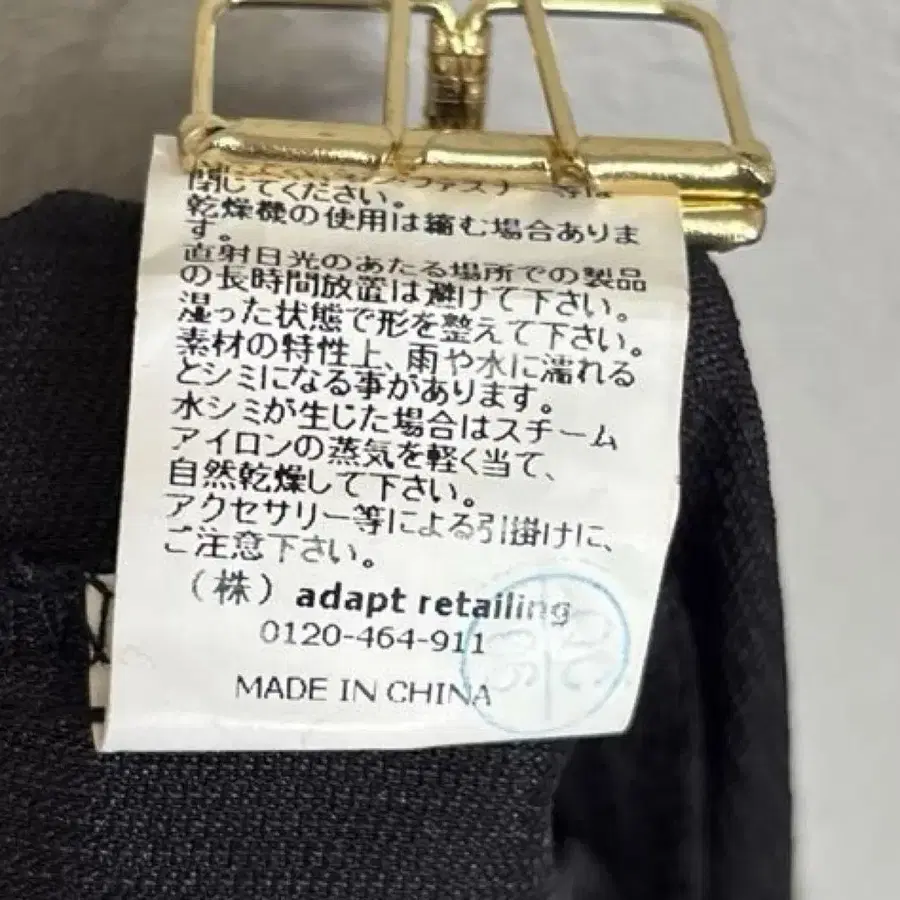 ファスナー等は
閉じてください。
乾燥機の使用は縮む場合ありま
す。
直射日光のあたる場所での製品
の長時間放置は避けて下さい。
湿った状態で形を整えて下さい。
素材の特性上、雨や水に濡れる
とシミになる事があります。
水シミが生じた場合はスチーム
アイロンの蒸気を軽く当て、
自然乾燥して下さい。
アクセサリー等による引掛けに、
ご注意下さい。
（株）adapt retailing
0120-464-911
MADE IN CHINA